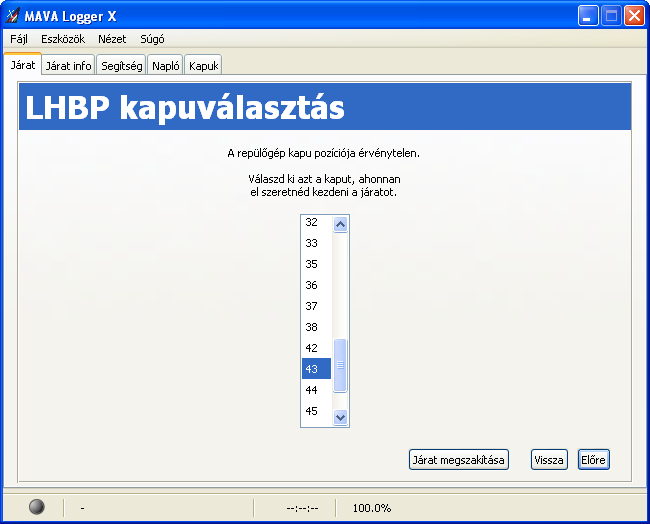 MAVA Logger X
Fájl Eszközök Nézet Súgó
Járat Járat info Segítség Napló Kapuk
LHBP kapuválasztás
A repülőgép kapu pozíciója érvénytelen.
Válaszd ki azt a kaput, ahonnan
el szeretnéd kezdeni a járatot.
32
33
35
36
37
38
42
43
44
45
Járat megszakítása Vissza Előre
- --:--:-- 100.0%